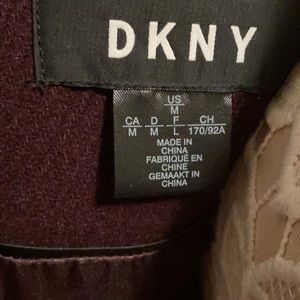 DKNY
US
M
CA D F CH
M M L 170/92A
MADE IN
CHINA
FABRIQUÉ EN
CHINE
GEMAAKT IN
CHINA